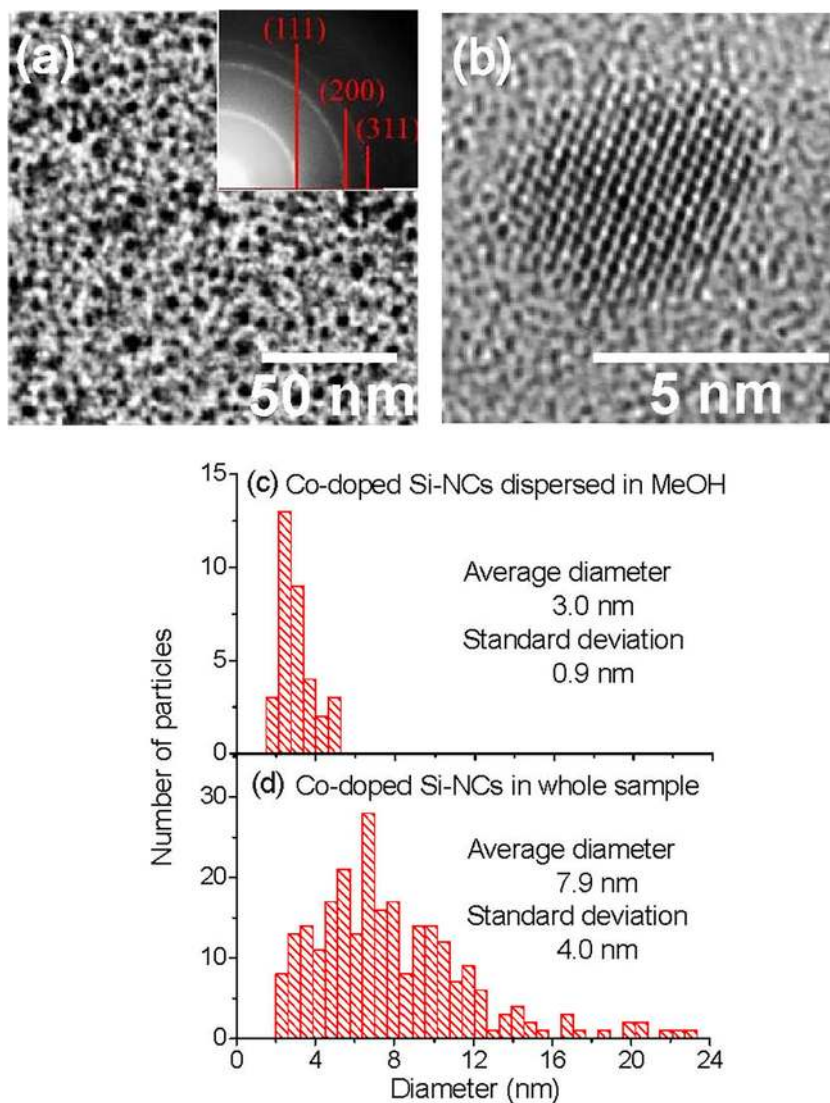 (a)
(111)
(200)
(311)
50 nm
(b)
5 nm
Number of particles
15
10
5
0
(c) Co-doped Si-NCs dispersed in MeOH
Average diameter
3.0 nm
Standard deviation
0.9 nm
30
20
10
0
(d) Co-doped Si-NCs in whole sample
Average diameter
7.9 nm
Standard deviation
4.0 nm
0 4 8 12 16 20 24
Diameter (nm)